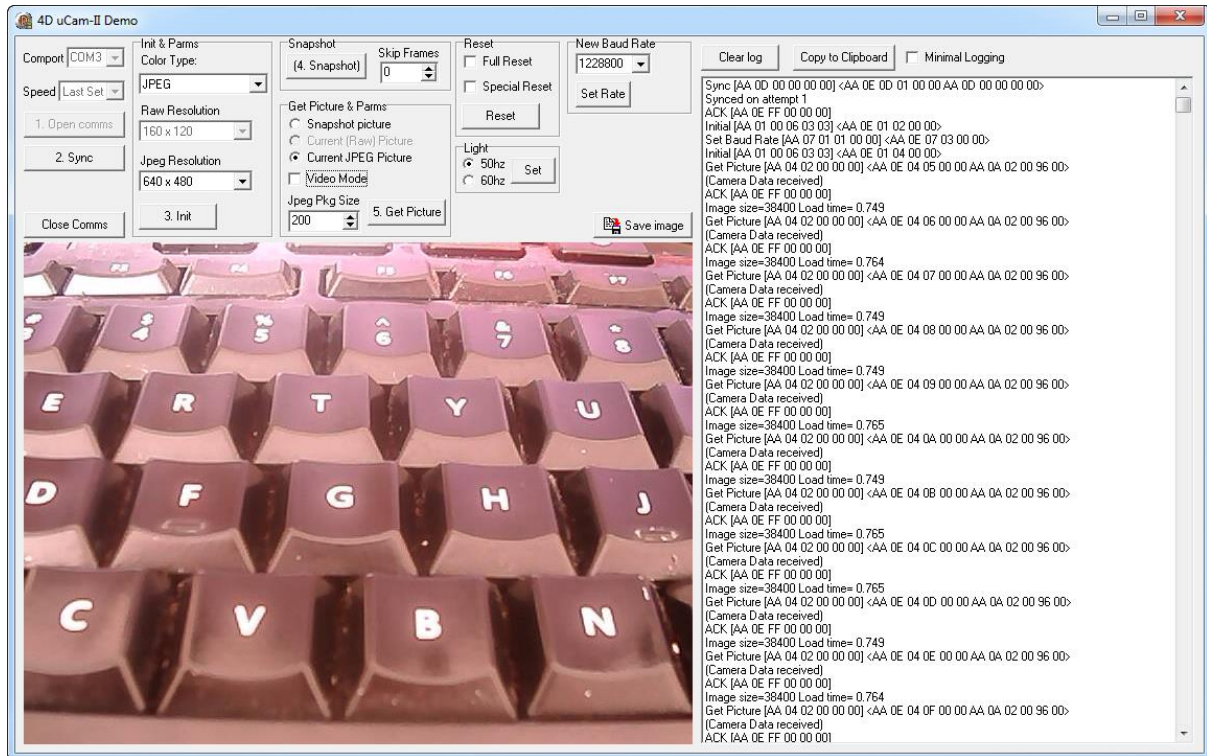 4D uCam-II Demo
Comport COM3
Speed Last Set
1. Open comms
2. Sync
Close Comms
Init & Parms
Color Type:
JPEG
Raw Resolution
160 x 120
Jpeg Resolution
640 x 480
3. Init
Snapshot
(4. Snapshot)
Skip Frames
0
Get Picture & Parms
Snapshot picture
Current (Raw) Picture
Current JPEG Picture
Video Mode
Jpeg Pkg Size
200
5. Get Picture
Reset
Full Reset
Special Reset
Reset
Light
50hz
60hz
Set
New Baud Rate
1228800
Set Rate
Save image
Clear log
Copy to Clipboard
Minimal Logging
Sync [AA 0D 00 00 00 00] <AA 0E 0D 01 00 00 AA 0D 00 00 00 00>
Synced on attempt 1
ACK [AA 0E FF 00 00 00]
Initial [AA 01 00 06 03 03] <AA 0E 01 02 00 00>
Set Baud Rate [AA 07 01 01 00 00] <AA 0E 07 03 00 00>
Initial [AA 01 00 06 03 03] <AA 0E 01 04 00 00>
Get Picture [AA 04 02 00 00 00] <AA 0E 04 05 00 00 AA 0A 02 00 96 00>
(Camera Data received)
ACK [AA 0E FF 00 00 00]
Image size=38400 Load time= 0.749
Get Picture [AA 04 02 00 00 00] <AA 0E 04 06 00 00 AA 0A 02 00 96 00>
(Camera Data received)
ACK [AA 0E FF 00 00 00]
Image size=38400 Load time= 0.764
Get Picture [AA 04 02 00 00 00] <AA 0E 04 07 00 00 AA 0A 02 00 96 00>
(Camera Data received)
ACK [AA 0E FF 00 00 00]
Image size=38400 Load time= 0.749
Get Picture [AA 04 02 00 00 00] <AA 0E 04 08 00 00 AA 0A 02 00 96 00>
(Camera Data received)
ACK [AA 0E FF 00 00 00]
Image size=38400 Load time= 0.749
Get Picture [AA 04 02 00 00 00] <AA 0E 04 09 00 00 AA 0A 02 00 96 00>
(Camera Data received)
ACK [AA 0E FF 00 00 00]
Image size=38400 Load time= 0.765
Get Picture [AA 04 02 00 00 00] <AA 0E 04 0A 00 00 AA 0A 02 00 96 00>
(Camera Data received)
ACK [AA 0E FF 00 00 00]
Image size=38400 Load time= 0.749
Get Picture [AA 04 02 00 00 00] <AA 0E 04 0B 00 00 AA 0A 02 00 96 00>
(Camera Data received)
ACK [AA 0E FF 00 00 00]
Image size=38400 Load time= 0.765
Get Picture [AA 04 02 00 00 00] <AA 0E 04 0C 00 00 AA 0A 02 00 96 00>
(Camera Data received)
ACK [AA 0E FF 00 00 00]
Image size=38400 Load time= 0.765
Get Picture [AA 04 02 00 00 00] <AA 0E 04 0D 00 00 AA 0A 02 00 96 00>
(Camera Data received)
ACK [AA 0E FF 00 00 00]
Image size=38400 Load time= 0.749
Get Picture [AA 04 02 00 00 00] <AA 0E 04 0E 00 00 AA 0A 02 00 96 00>
(Camera Data received)
ACK [AA 0E FF 00 00 00]
Image size=38400 Load time= 0.764
Get Picture [AA 04 02 00 00 00] <AA 0E 04 0F 00 00 AA 0A 02 00 96 00>
(Camera Data received)
ACK [AA 0E FF 00 00 00]
F4 F5 F6 F7
$ % ^ & *
4 5 6 7 8
E R T Y U
D F G H J
C V B N